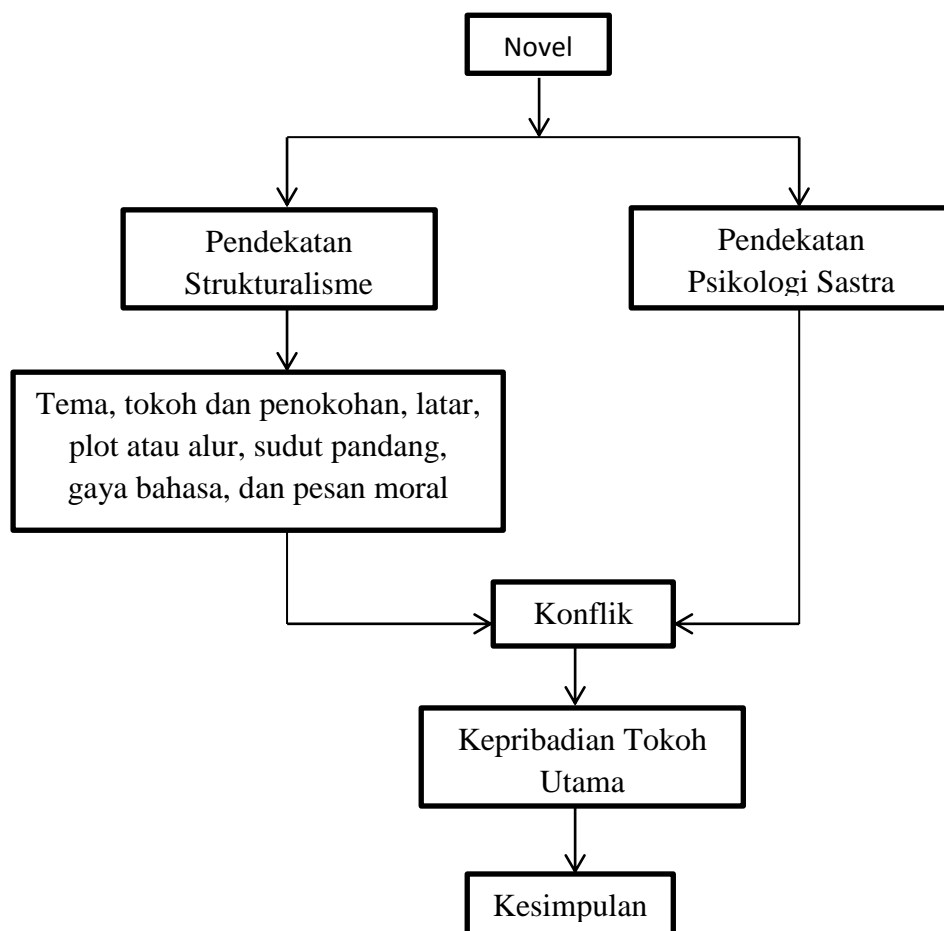 Novel
Pendekatan
Strukturalisme
Pendekatan
Psikologi Sastra
Tema, tokoh dan penokohan, latar,
plot atau alur, sudut pandang,
gaya bahasa, dan pesan moral
Konflik
Kepribadian Tokoh
Utama
Kesimpulan